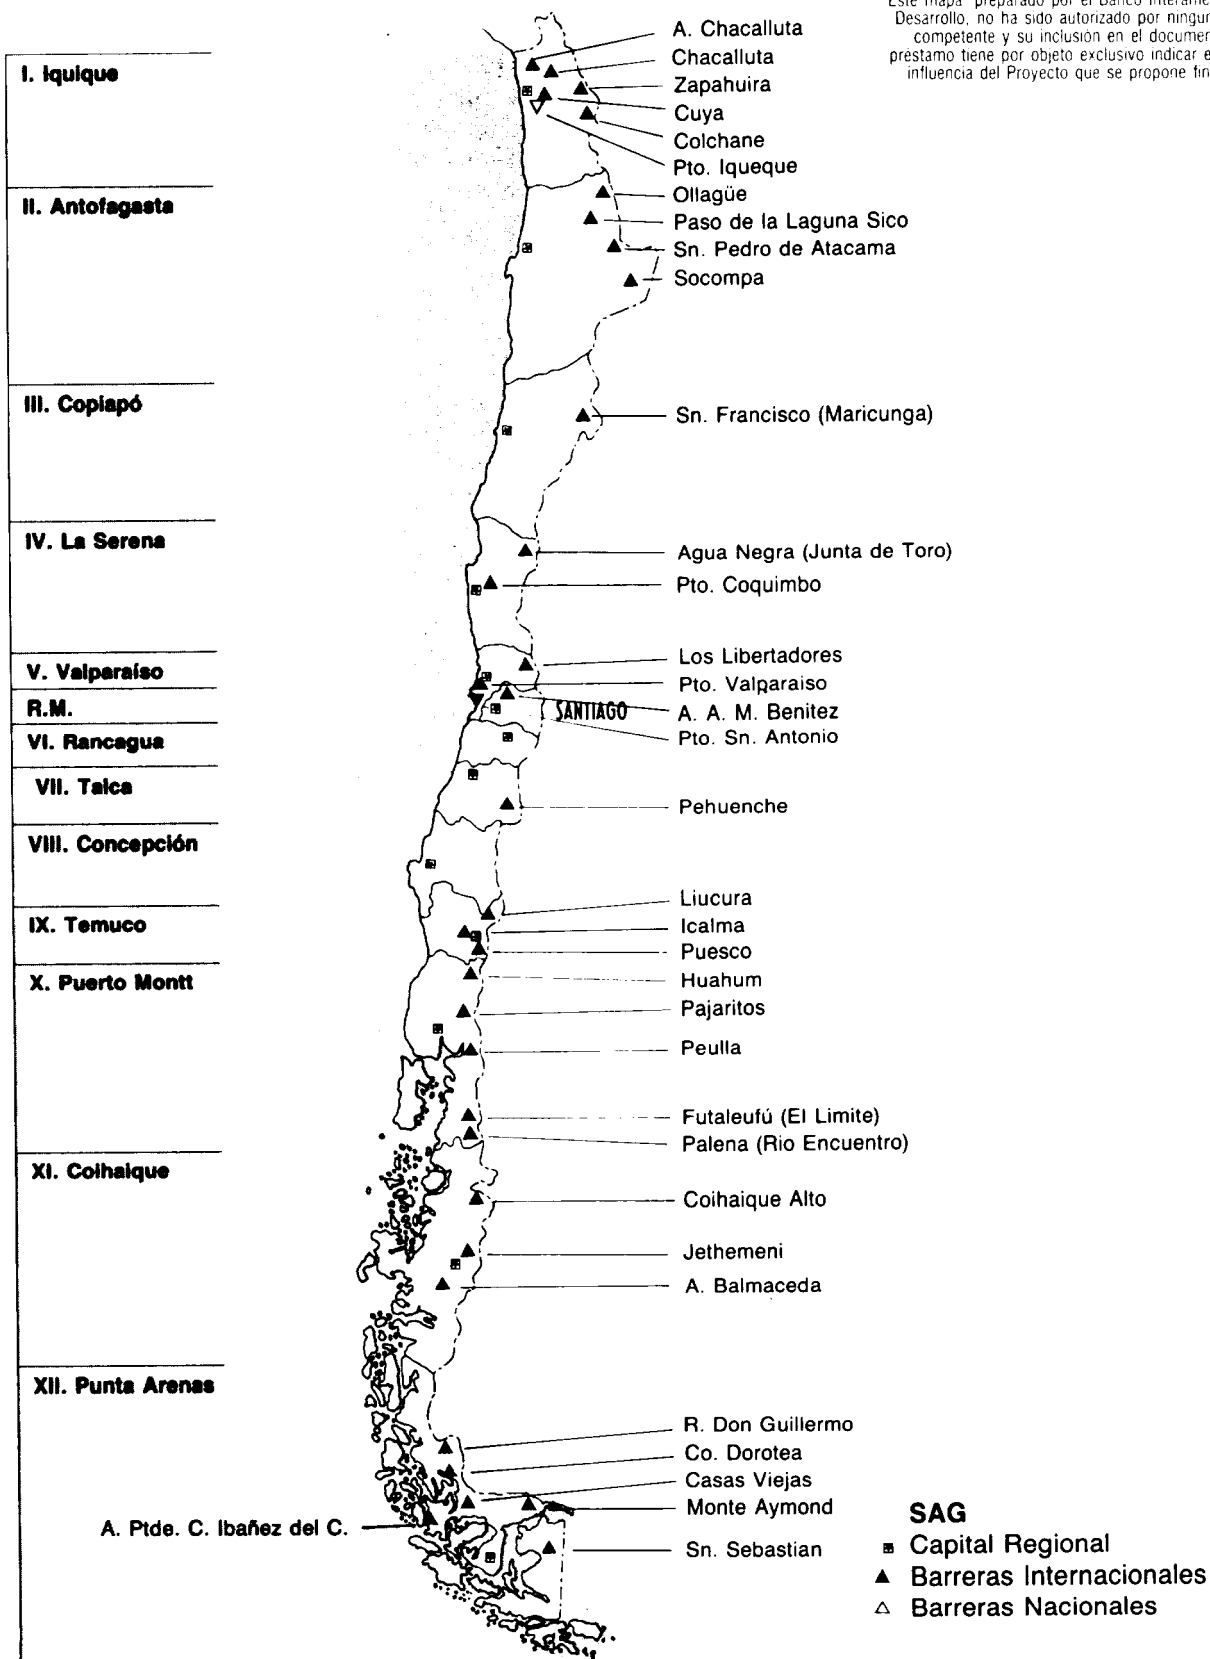 Este mapa preparado por el Banco
Desarrollo, no ha sido autorizado por
competente y su inclusión en el
préstamo tiene por objeto exclusivo indicar
influencia del Proyecto que se propone
I. Iquique
II. Antofagasta
III. Copiapó
IV. La Serena
V. Valparaíso
R.M.
VI. Rancagua
VII. Talca
VIII. Concepción
IX. Temuco
X. Puerto Montt
XI. Coihaique
XII. Punta Arenas
A. Chacalluta
Chacalluta
Zapahuira
Cuya
Colchane
Pto. Iqueque
Ollagüe
Paso de la Laguna Sico
Sn. Pedro de Atacama
Socompa
Sn. Francisco (Maricunga)
Agua Negra (Junta de Toro)
Pto. Coquimbo
Los Libertadores
Pto. Valparaiso
SANTIAGO
A. A. M. Benitez
Pto. Sn. Antonio
Pehuenche
Liucura
Icalma
Puesco
Huahum
Pajaritos
Peulla
Futaleufú (El Limite)
Palena (Rio Encuentro)
Coihaique Alto
Jethemeni
A. Balmaceda
R. Don Guillermo
Co. Dorotea
Casas Viejas
Monte Aymond
A. Ptde. C. Ibañez del C.
Sn. Sebastian
SAG
Capital Regional
Barreras Internacionales
Barreras Nacionales